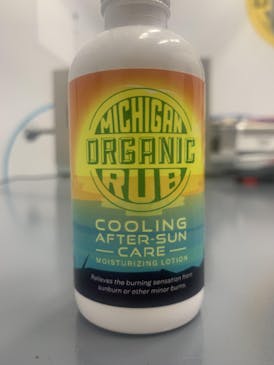 MICHIGAN
ORGANIC
RUB
COOLING
AFTER-SUN
CARE
MOISTURIZING LOTION
Relieves the burning sensation from
sunburn or other minor burns.